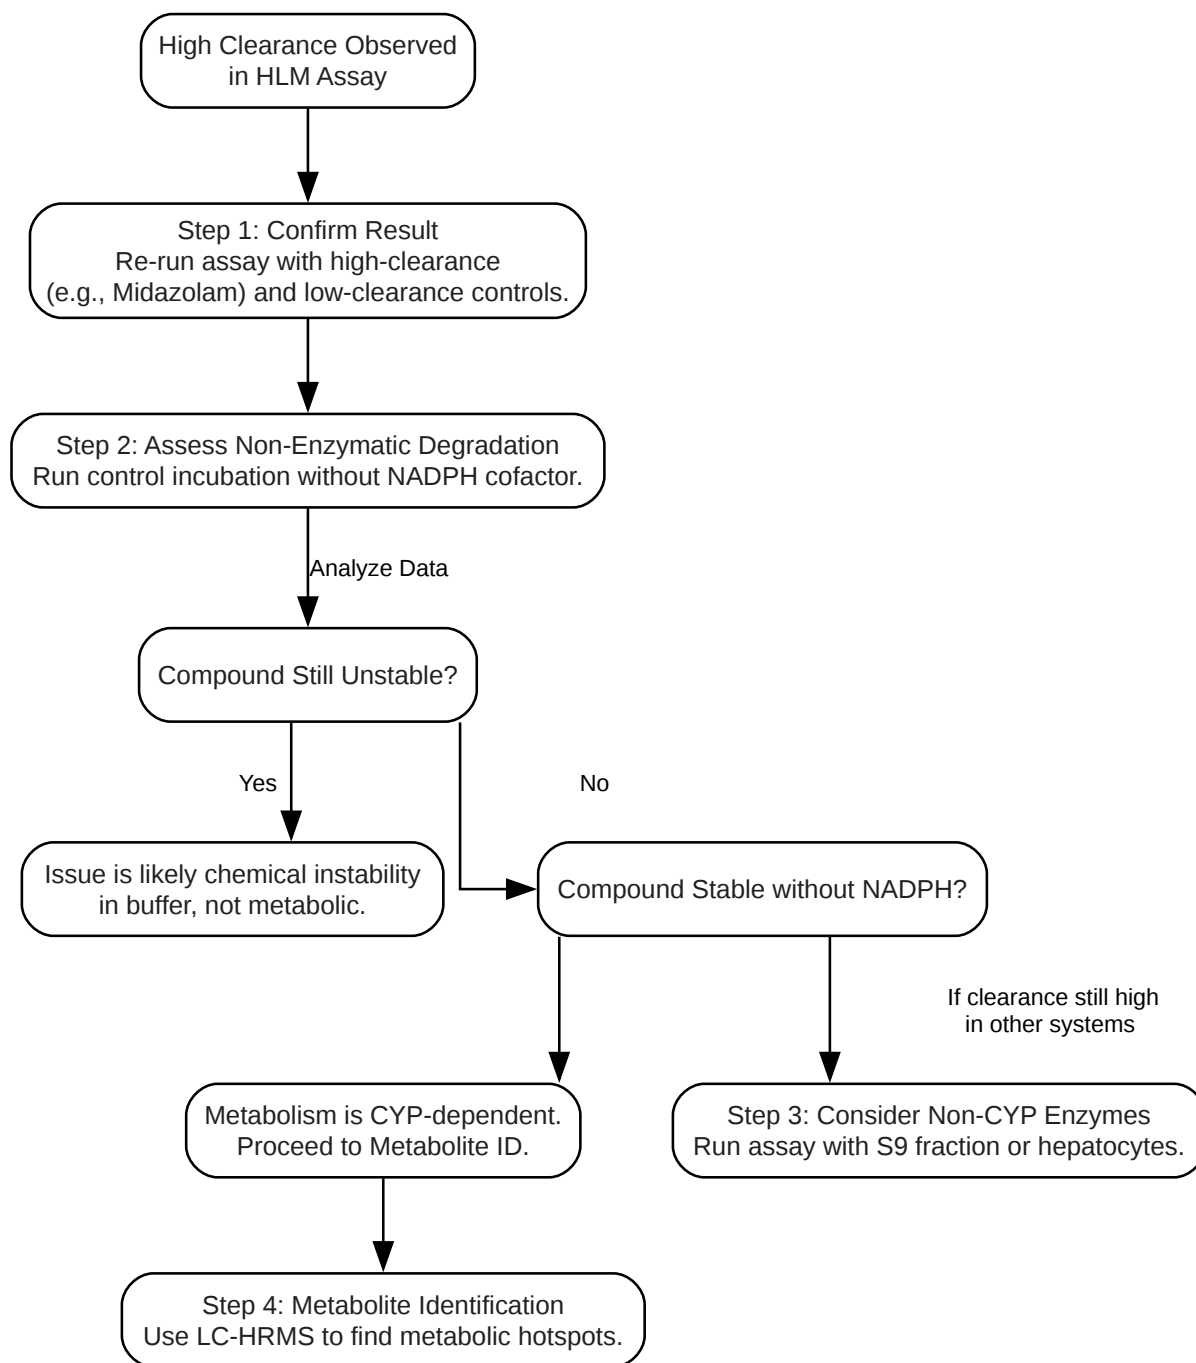 High Clearance Observed
in HLM Assay
Step 1: Confirm Result
Re-run assay with high-clearance
(e.g., Midazolam) and low-clearance controls.
Step 2: Assess Non-Enzymatic Degradation
Run control incubation without NADPH cofactor.
Analyze Data
Compound Still Unstable?
Yes
No
Issue is likely chemical instability
in buffer, not metabolic.
Compound Stable without NADPH?
If clearance still high
in other systems
Metabolism is CYP-dependent.
Proceed to Metabolite ID.
Step 3: Consider Non-CYP Enzymes
Run assay with S9 fraction or hepatocytes.
Step 4: Metabolite Identification
Use LC-HRMS to find metabolic hotspots.